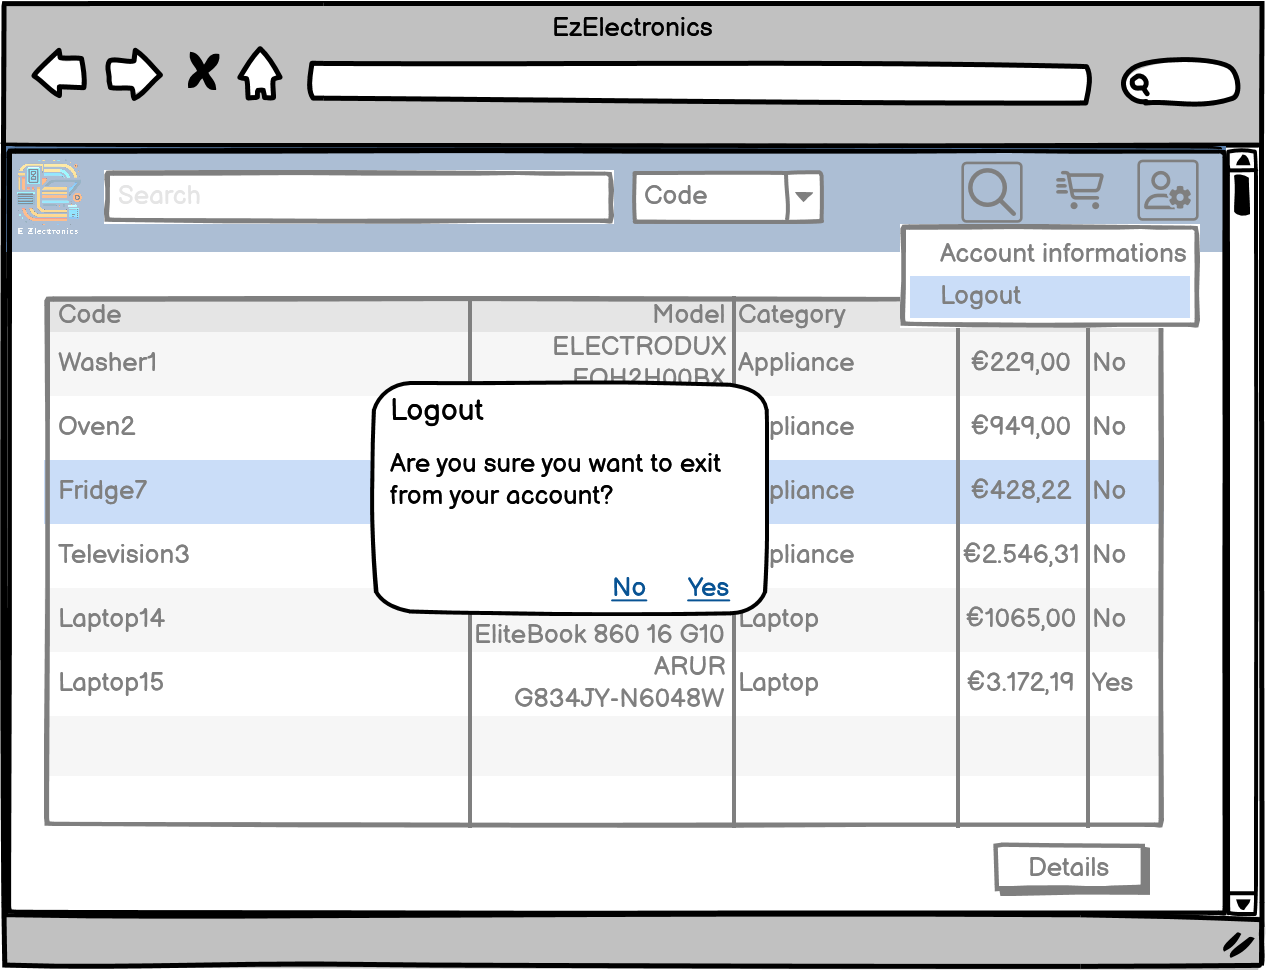 EzElectronics
E Electronics
Search
Code
Account informations
Logout
Code Model Category
Washer1 ELECTRODUX EOH2H00BX Appliance €229,00 No
Oven2 pliance €949,00 No
Fridge7 pliance €428,22 No
Television3 pliance €2.546,31 No
Laptop14 EliteBook 860 16 G10 Laptop €1065,00 No
Laptop15 ARUR G834JY-N6048W Laptop €3.172,19 Yes
Logout
Are you sure you want to exit
from your account?
No Yes
Details